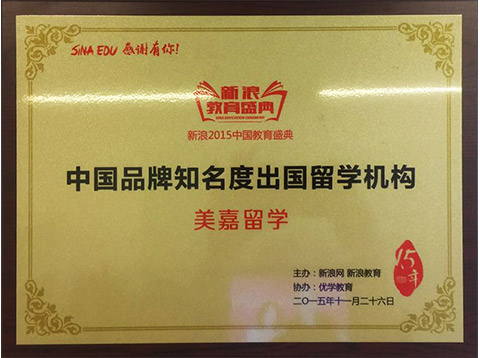 SINA EDU 感谢有你!
新浪
教育盛典
SINA EDUCATION CEREMONY
新浪2015中国教育盛典
中国品牌知名度出国留学机构
美嘉留学
主办：新浪网 新浪教育
协办：优学教育
二〇一五年十一月二十六日
15年